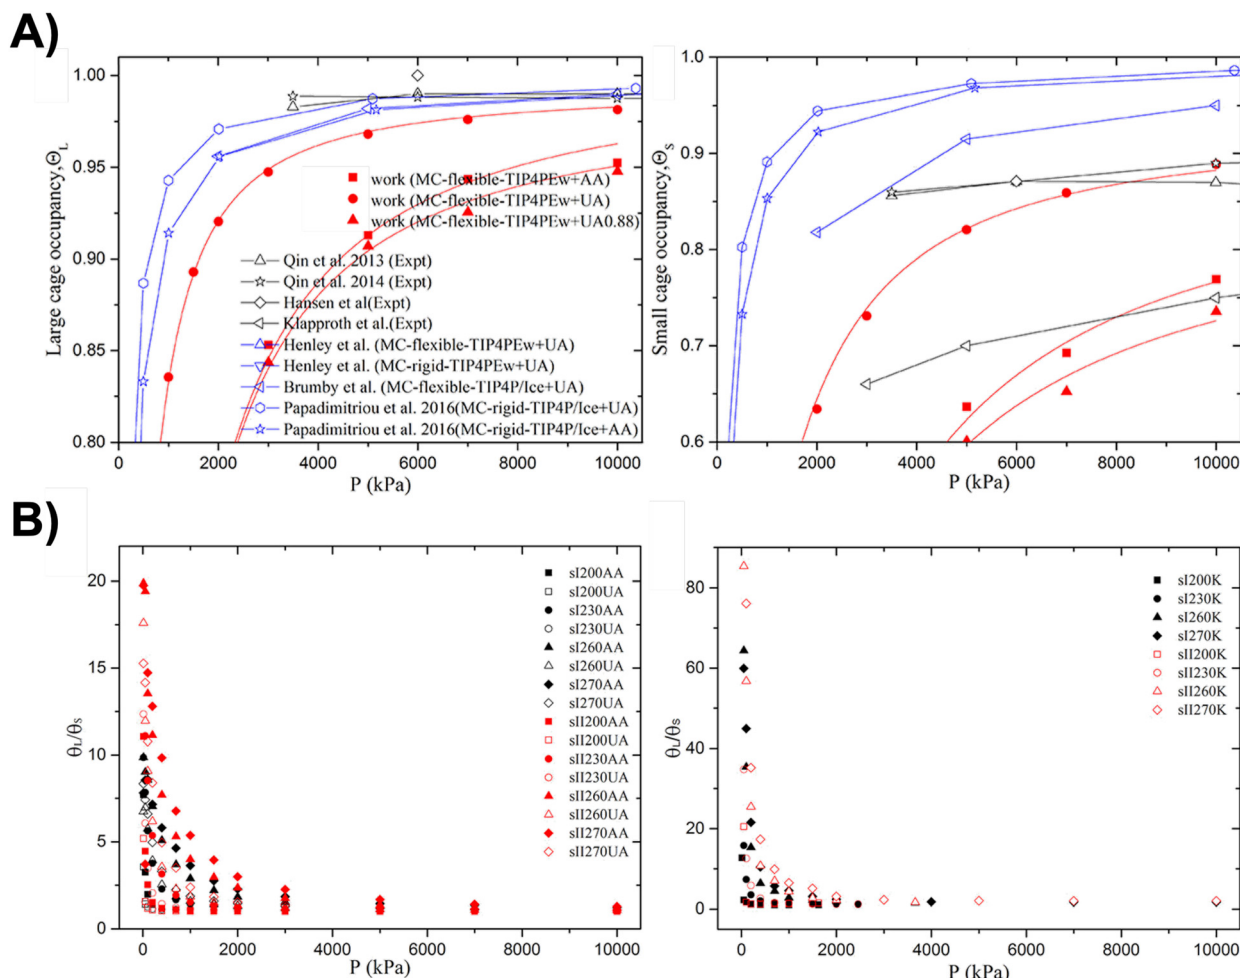 A)
Large cage occupancy,ΘL
1.00
0.95
0.90
0.85
0.80
work (MC-flexible-TIP4PEw+AA)
work (MC-flexible-TIP4PEw+UA)
work (MC-flexible-TIP4PEw+UA0.88)
Qin et al. 2013 (Expt)
Qin et al. 2014 (Expt)
Hansen et al(Expt)
Klapproth et al.(Expt)
Henley et al. (MC-flexible-TIP4PEw+UA)
Henley et al. (MC-rigid-TIP4PEw+UA)
Brumby et al. (MC-flexible-TIP4P/Ice+UA)
Papadimitriou et al. 2016(MC-rigid-TIP4P/Ice+UA)
Papadimitriou et al. 2016(MC-rigid-TIP4P/Ice+AA)
0 2000 4000 6000 8000 10000
P (kPa)
Small cage occupancy,Θs
1.0
0.9
0.8
0.7
0.6
0 2000 4000 6000 8000 10000
P (kPa)
B)
θL/θs
20
15
10
5
0
sI200AA
sI200UA
sI230AA
sI230UA
sI260AA
sI260UA
sI270AA
sI270UA
sII200AA
sII200UA
sII230AA
sII230UA
sII260AA
sII260UA
sII270AA
sII270UA
0 2000 4000 6000 8000 10000
P (kPa)
θL/θs
80
60
40
20
0
sI200K
sI230K
sI260K
sI270K
sII200K
sII230K
sII260K
sII270K
0 2000 4000 6000 8000 10000
P (kPa)